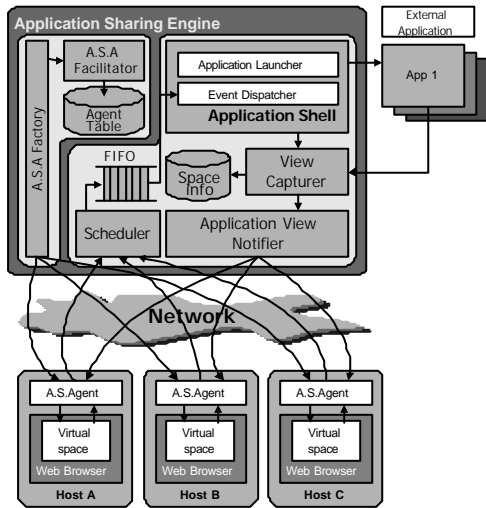 Application Sharing Engine
External
Application
A.S.A
Facilitator
Agent
Table
A.S.A Factory
Application Launcher
Event Dispatcher
Application Shell
App 1
FIFO
Space
Info
View
Capturer
Scheduler
Application View
Notifier
Network
A.S.Agent
Virtual
space
Web Browser
Host A
A.S.Agent
Virtual
space
Web Browser
Host B
A.S.Agent
Virtual
space
Web Browser
Host C